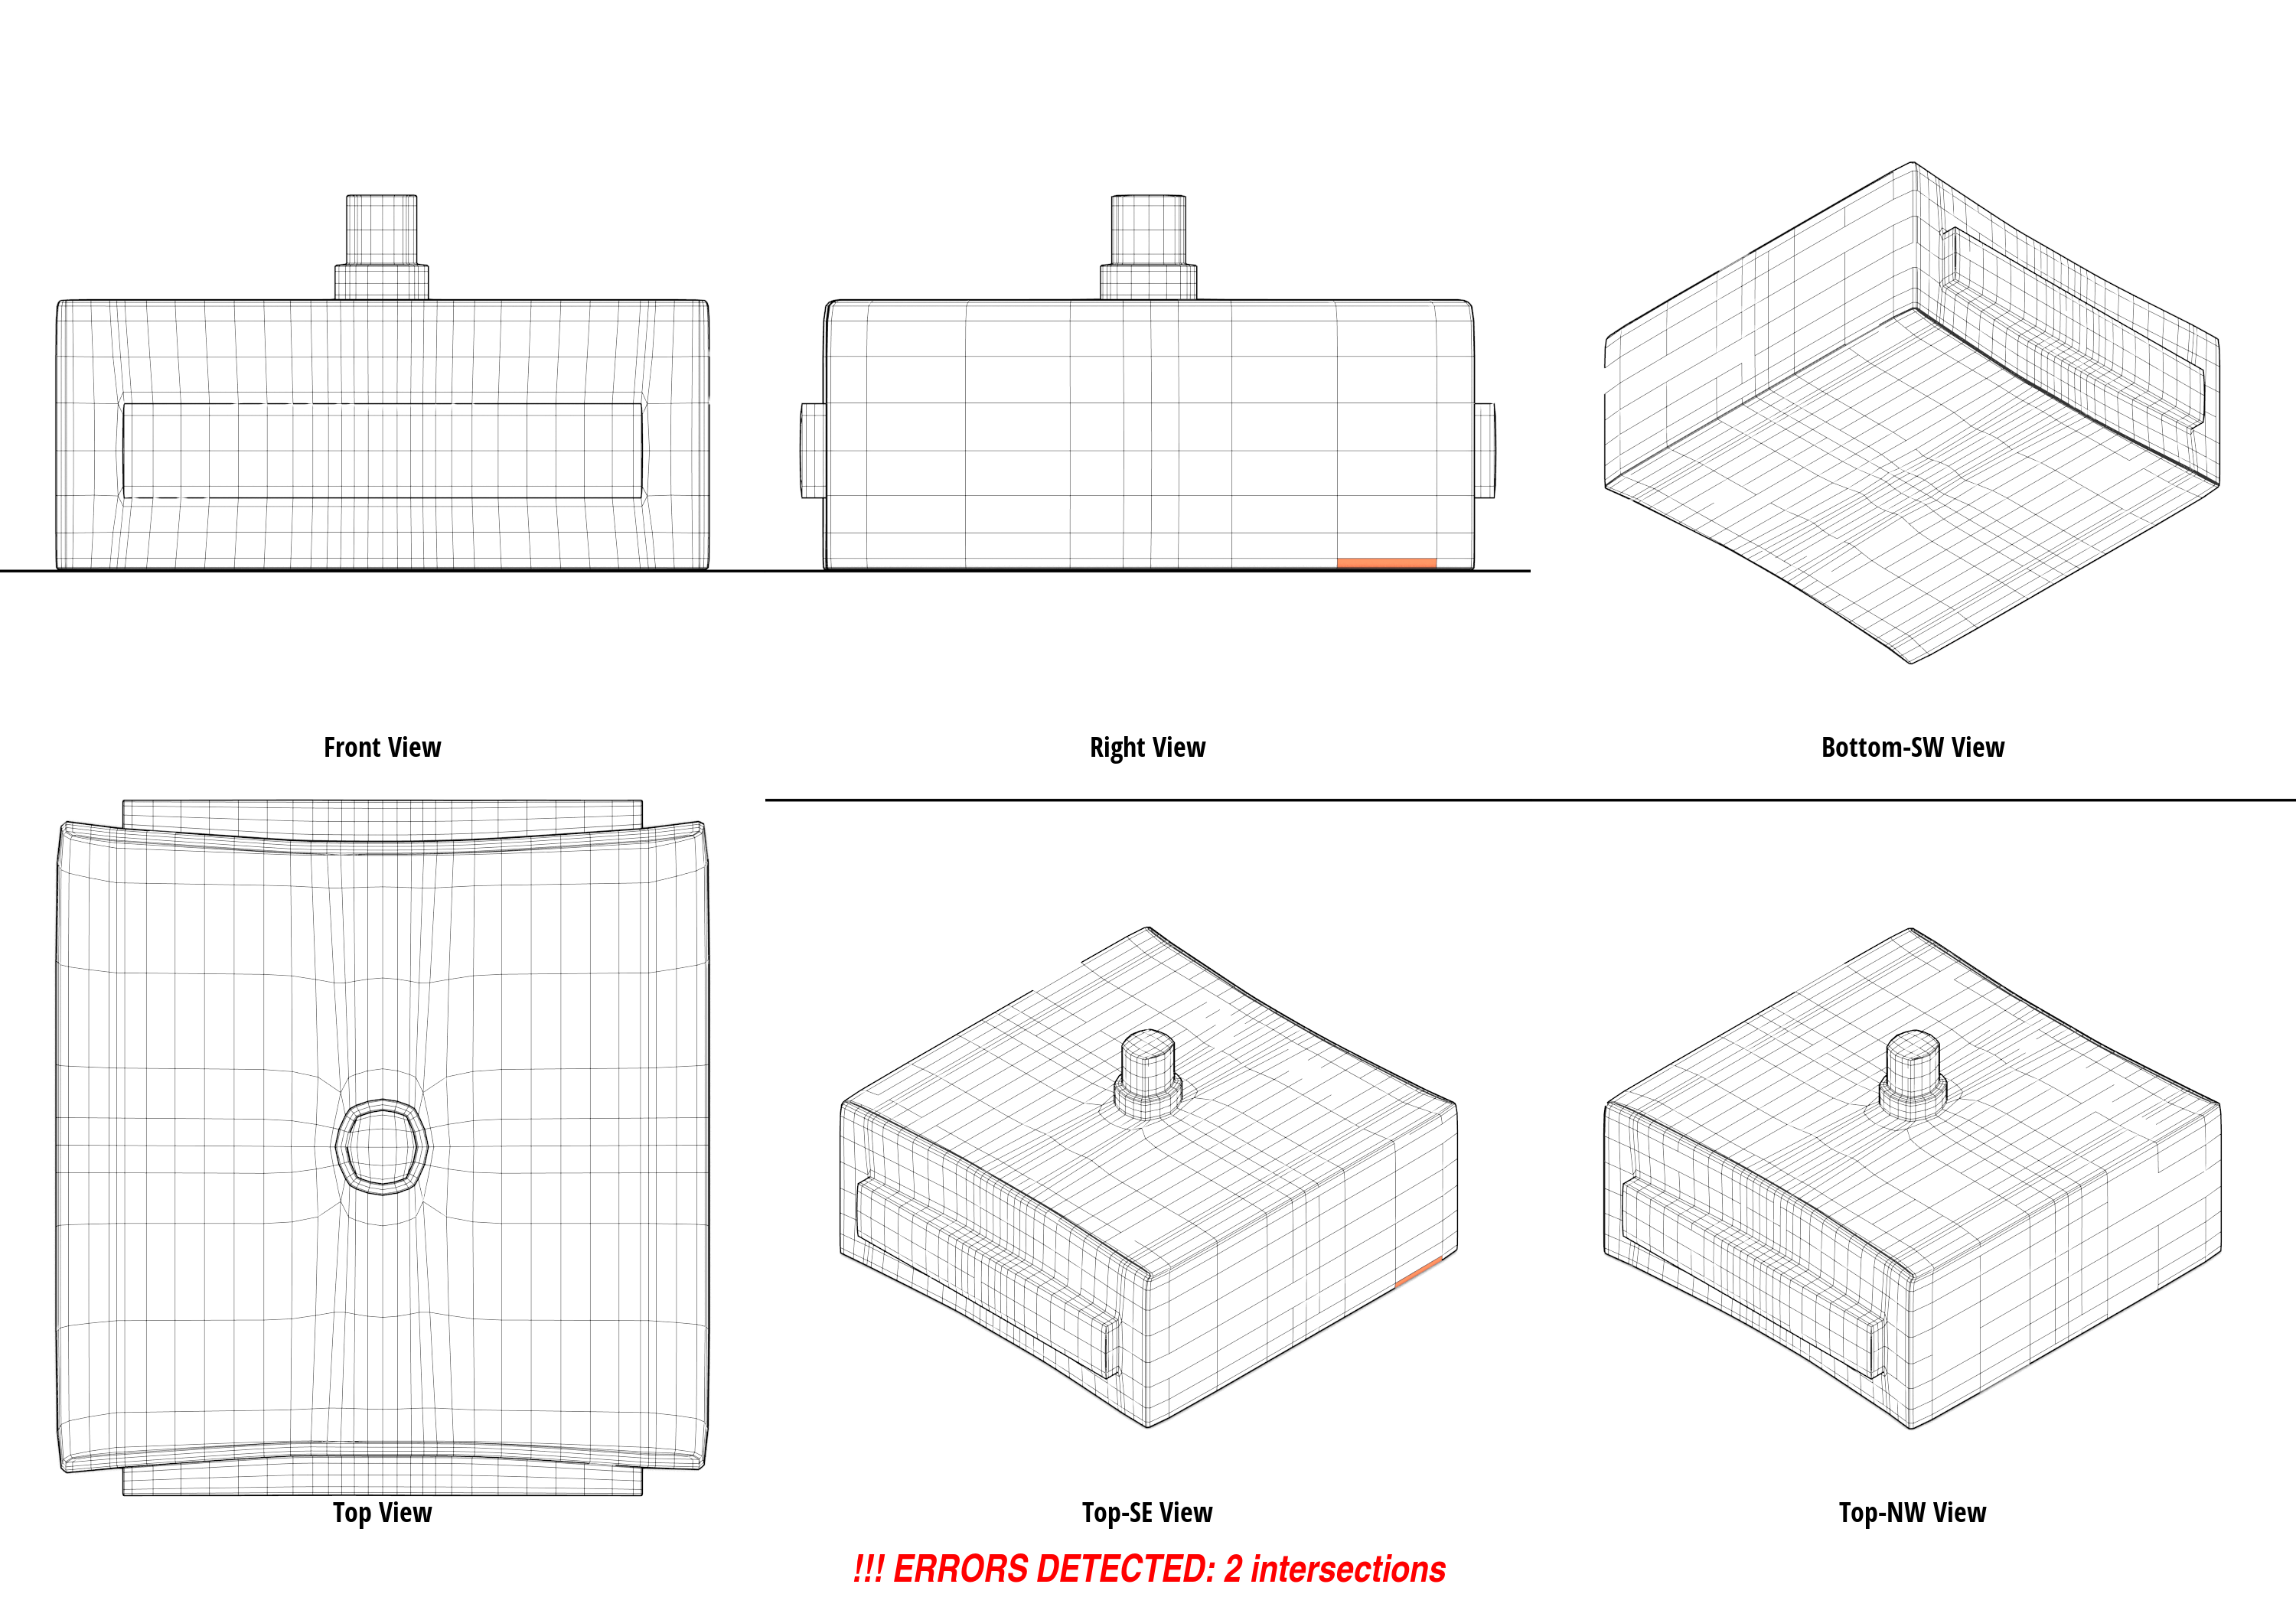 Front View
Right View
Bottom-SW View
Top View
Top-SE View
Top-NW View
!!! ERRORS DETECTED: 2 intersections